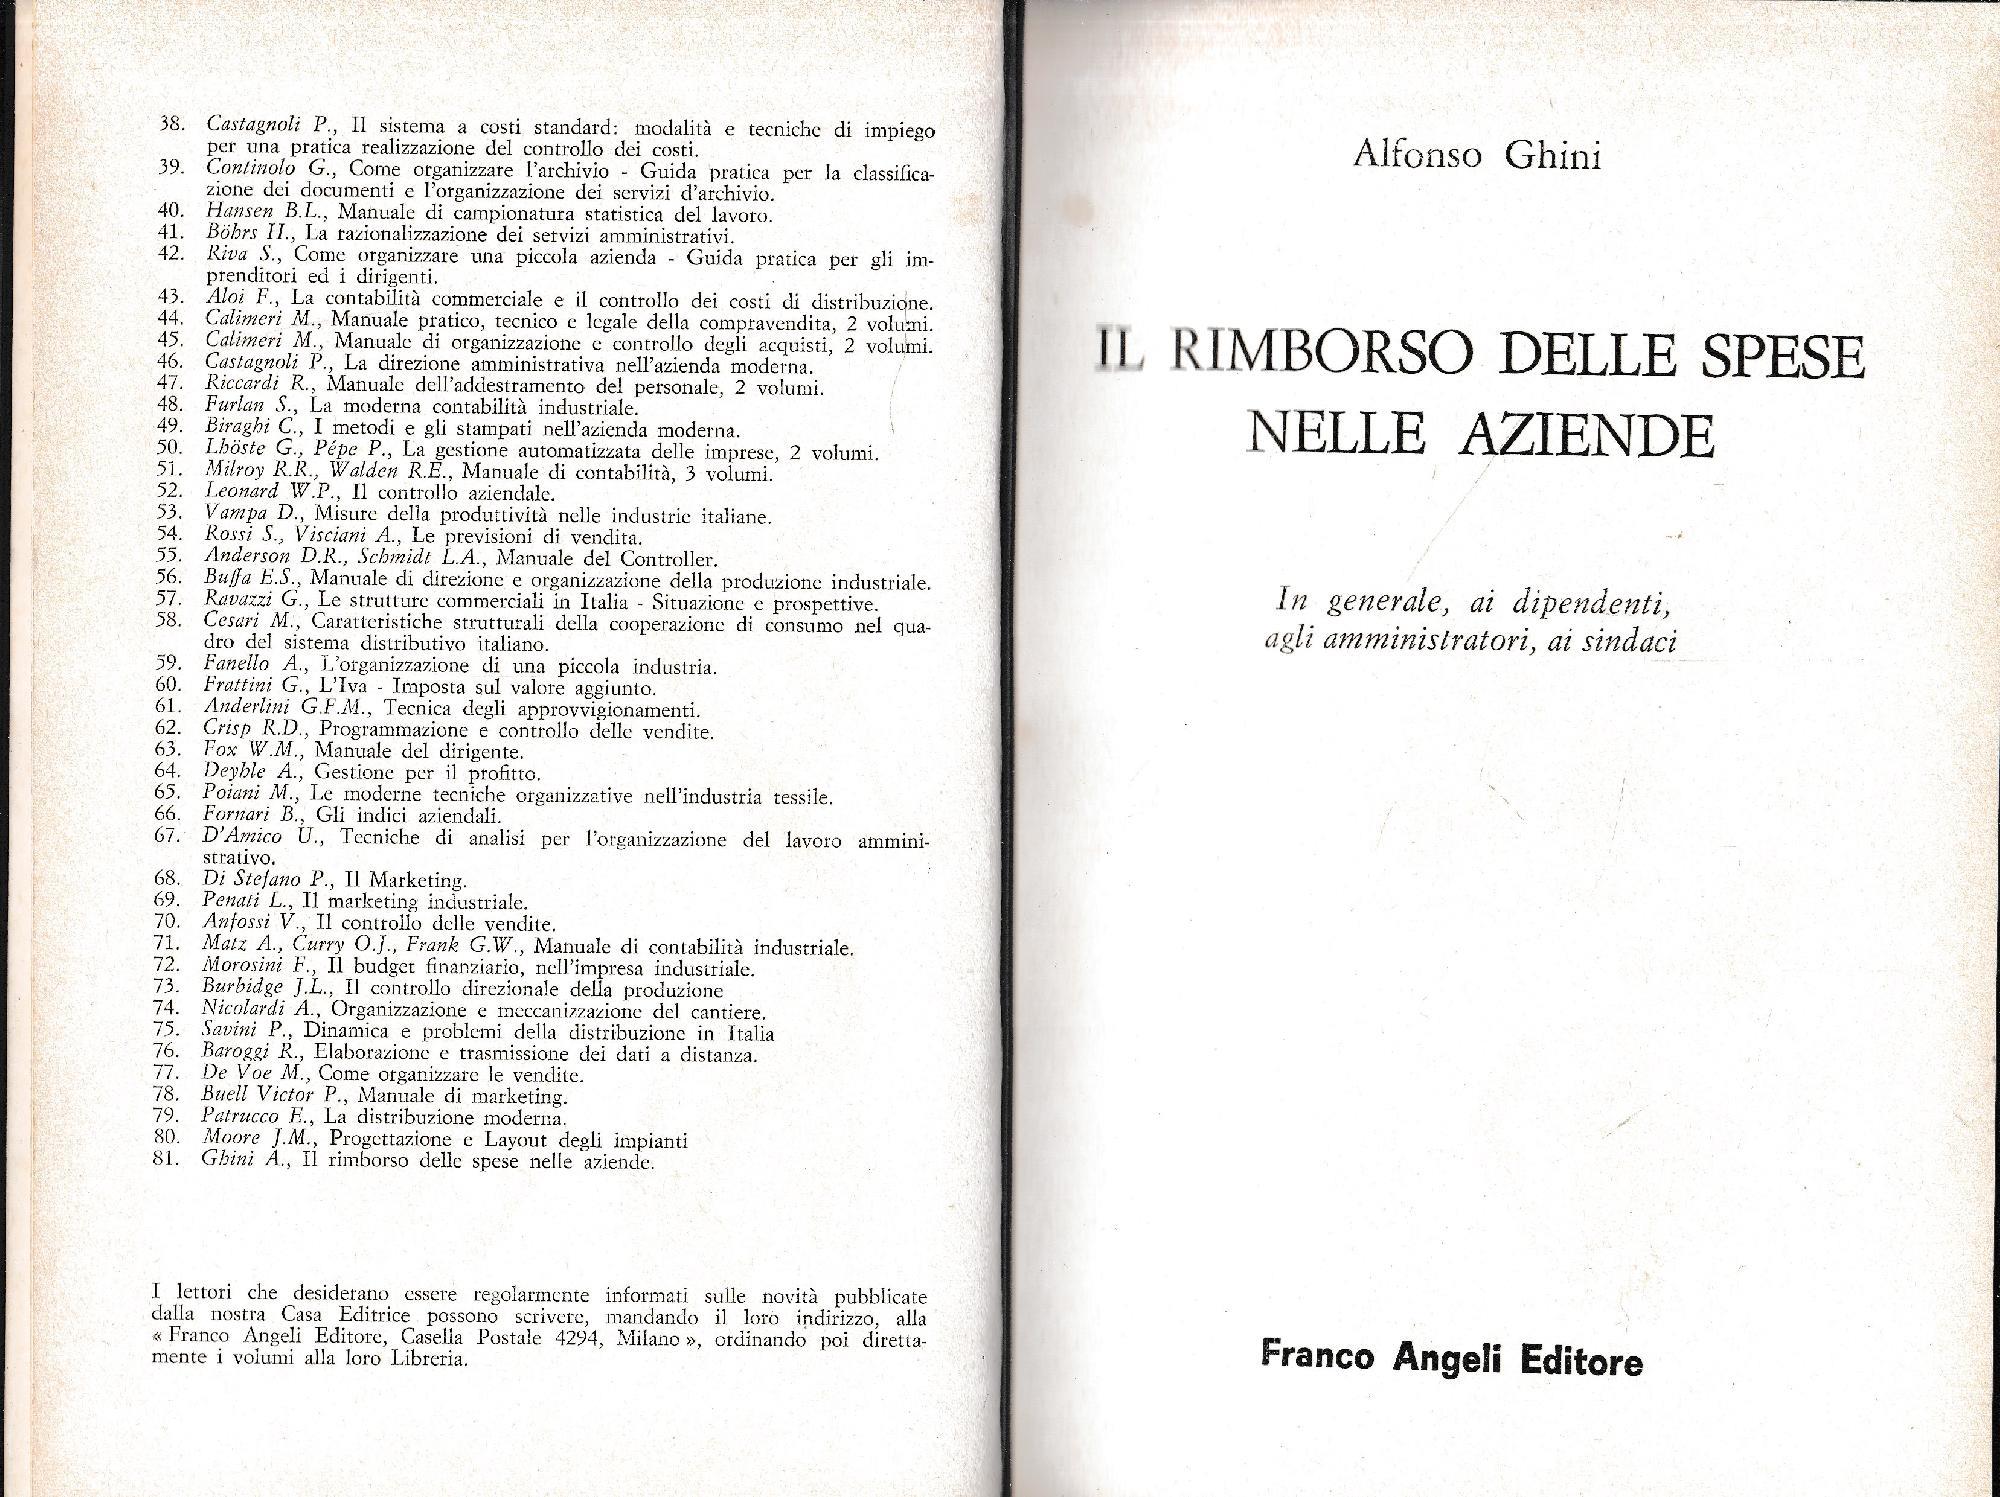 38. Castagnoli P., Il sistema a costi standard: modalità e tecniche di impiego
per una pratica realizzazione del controllo dei costi.
39. Continolo G., Come organizzare l'archivio - Guida pratica per la classifica-
zione dei documenti e l'organizzazione dei servizi d'archivio.
40. Hansen B.L., Manuale di campionatura statistica del lavoro.
41. Böhrs H., La razionalizzazione dei servizi amministrativi.
42. Riva S., Come organizzare una piccola azienda - Guida pratica per gli im-
prenditori ed i dirigenti.
43. Aloi F., La contabilità commerciale e il controllo dei costi di distribuzione.
44. Calimeri M., Manuale pratico, tecnico e legale della compravendita, 2 volumi.
45. Calimeri M., Manuale di organizzazione e controllo degli acquisti, 2 volumi.
46. Castagnoli P., La direzione amministrativa nell'azienda moderna.
47. Riccardi R., Manuale dell'addestramento del personale, 2 volumi.
48. Furlan S., La moderna contabilità industriale.
49. Biraghi C., I metodi e gli stampati nell'azienda moderna.
50. Lhöste G., Pépe P., La gestione automatizzata delle imprese, 2 volumi.
51. Milroy R.R., Walden R.E., Manuale di contabilità, 3 volumi.
52. Leonard W.P., Il controllo aziendale.
53. Vampa D., Misure della produttività nelle industrie italiane.
54. Rossi S., Visciani A., Le previsioni di vendita.
55. Anderson D.R., Schmidt L.A., Manuale del Controller.
56. Buffa E.S., Manuale di direzione e organizzazione della produzione industriale.
57. Ravazzi G., Le strutture commerciali in Italia - Situazione e prospettive.
58. Cesari M., Caratteristiche strutturali della cooperazione di consumo nel qua-
dro del sistema distributivo italiano.
59. Fanello A., L'organizzazione di una piccola industria.
60. Frattini G., L'Iva - Imposta sul valore aggiunto.
61. Anderlini G.F.M., Tecnica degli approvvigionamenti.
62. Crisp R.D., Programmazione e controllo delle vendite.
63. Fox W.M., Manuale del dirigente.
64. Deyhle A., Gestione per il profitto.
65. Poiani M., Le moderne tecniche organizzative nell'industria tessile.
66. Fornari B., Gli indici aziendali.
67. D'Amico U., Tecniche di analisi per l'organizzazione del lavoro ammini-
strativo.
68. Di Stefano P., Il Marketing.
69. Penati L., Il marketing industriale.
70. Anfossi V., Il controllo delle vendite.
71. Matz A., Curry O.J., Frank G.W., Manuale di contabilità industriale.
72. Morosini F., Il budget finanziario, nell'impresa industriale.
73. Burbidge J.L., Il controllo direzionale della produzione
74. Nicolardi A., Organizzazione e meccanizzazione del cantiere.
75. Savini P., Dinamica e problemi della distribuzione in Italia
76. Baroggi R., Elaborazione e trasmissione dei dati a distanza.
77. De Voe M., Come organizzare le vendite.
78. Buell Victor P., Manuale di marketing.
79. Patrucco E., La distribuzione moderna.
80. Moore J.M., Progettazione e Layout degli impianti
81. Ghini A., Il rimborso delle spese nelle aziende.
I lettori che desiderano essere regolarmente informati sulle novità pubblicate
dalla nostra Casa Editrice possono scrivere, mandando il loro indirizzo, alla
« Franco Angeli Editore, Casella Postale 4294, Milano », ordinando poi diretta-
mente i volumi alla loro Libreria.
Alfonso Ghini
IL RIMBORSO DELLE SPESE
NELLE AZIENDE
In generale, ai dipendenti,
agli amministratori, ai sindaci
Franco Angeli Editore